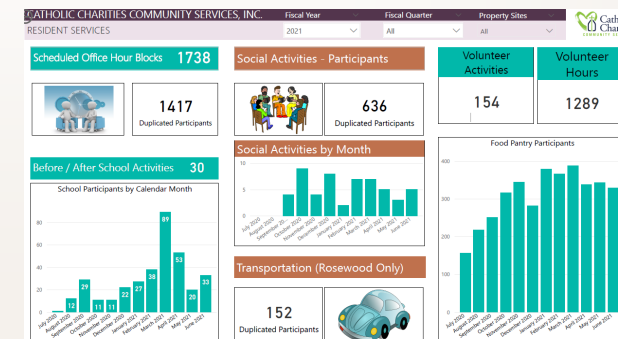 CATHOLIC CHARITIES COMMUNITY SERVICES, INC.
Fiscal Year
Fiscal Quarter
Property Sites
RESIDENT SERVICES
2021
All
All
Scheduled Office Hour Blocks 1738
1417
Duplicated Participants
Before / After School Activities 30
School Participants by Calendar Month
80
60
40
20
0
12
29
11
11
22
27
38
89
53
20
33
July 2020
August 2020
September 2020
October 2020
November 2020
December 2020
January 2021
February 2021
March 2021
April 2021
May 2021
June 2021
Social Activities - Participants
636
Duplicated Participants
Social Activities by Month
10
5
0
July 2020
August 2020
September 20...
October 2020
November 2020
December 2020
January 2021
February 2021
March 2021
April 2021
May 2021
June 2021
Transportation (Rosewood Only)
152
Duplicated Participants
Volunteer
Activities
154
Volunteer
Hours
1289
Food Pantry Participants
400
300
200
100
0
July 2020
August 2020
September 2020
October 2020
November 2020
December 2020
January 2021
February 2021
March 2021
April 2021
May 2021
June 2021